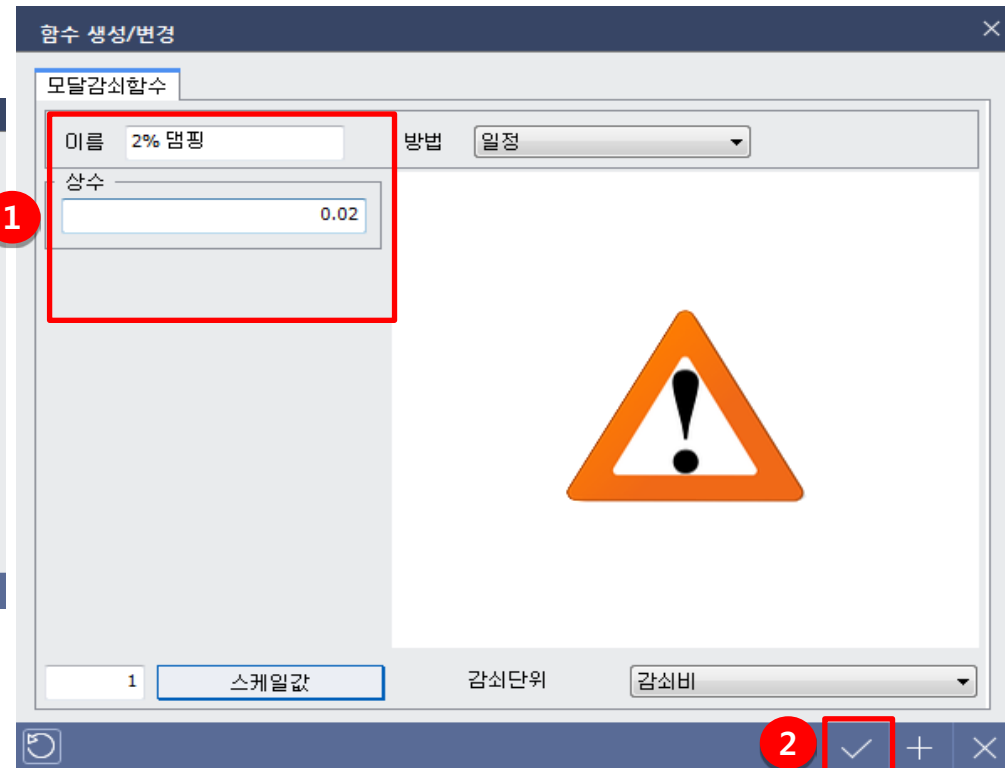 함수 생성/변경
모달감쇠함수
이름 2% 댐핑 방법 일정
상수
1
0.02
1 스케일값 감쇠단위 감쇠비
2